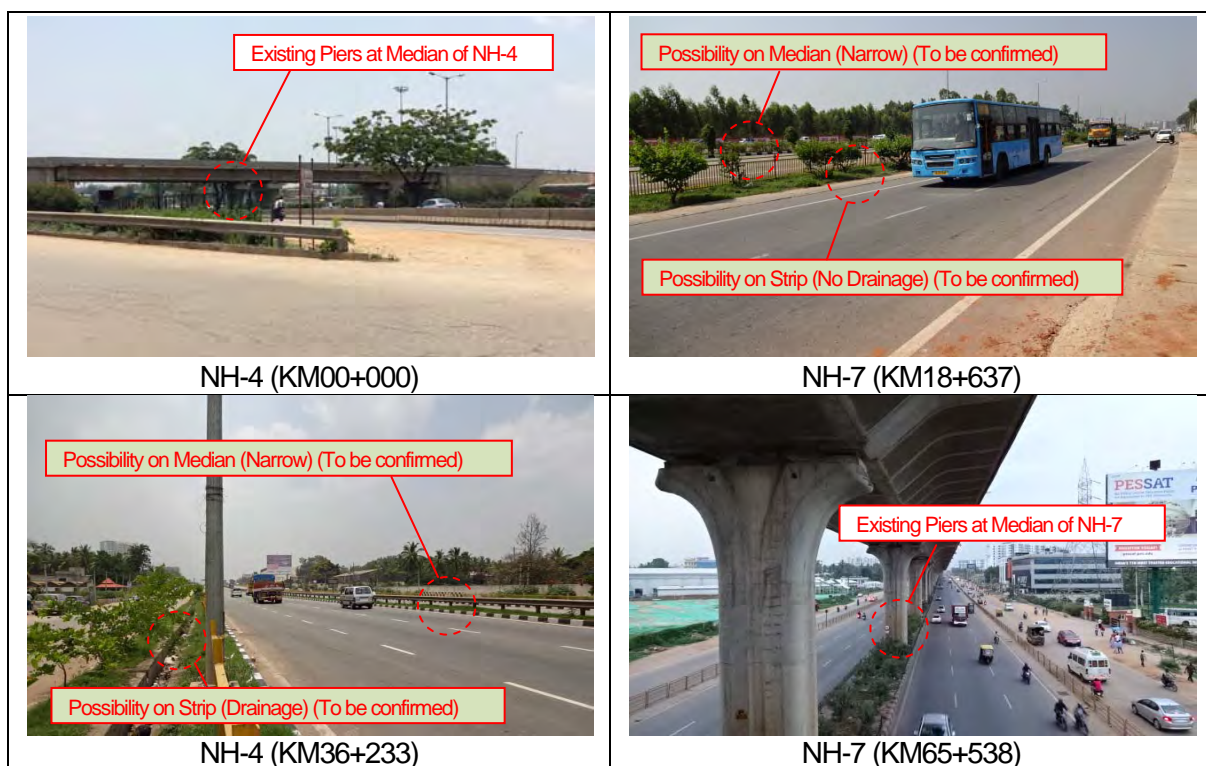 Existing Piers at Median of NH-4
NH-4 (KM00+000)
Possibility on Median (Narrow) (To be confirmed)
Possibility on Strip (No Drainage) (To be confirmed)
NH-7 (KM18+637)
Possibility on Median (Narrow) (To be confirmed)
Possibility on Strip (Drainage) (To be confirmed)
NH-4 (KM36+233)
PESSAT
Existing Piers at Median of NH-7
NH-7 (KM65+538)